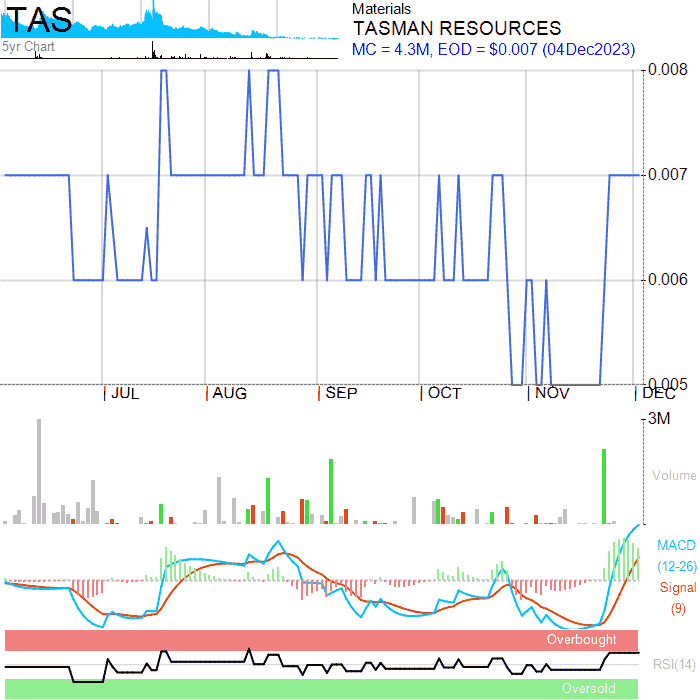 TAS
5yr Chart
Materials
TASMAN RESOURCES
MC = 4.3M, EOD = $0.007 (04Dec2023)
0.008
0.007
0.006
0.005
JUL
AUG
SEP
OCT
NOV
DEC
3M
Volume
MACD
(12-26)
Signal
(9)
Overbought
RSI(14)
Oversold